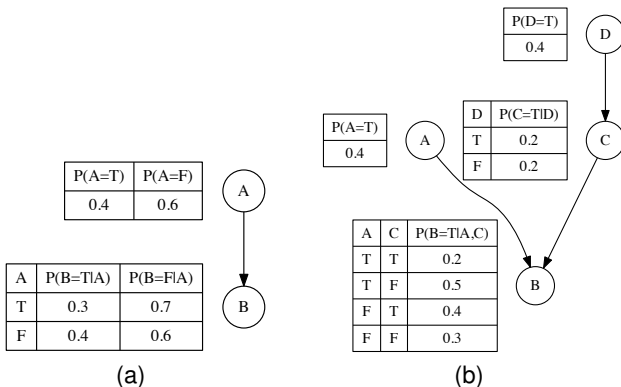 P(A=T) P(A=F)
0.4 0.6
A
A P(B=T|A) P(B=F|A)
T 0.3 0.7
F 0.4 0.6
B
(a)
P(D=T)
0.4
D
P(A=T)
0.4
A
D P(C=T|D)
T 0.2
F 0.2
C
A C P(B=T|A,C)
T T 0.2
T F 0.5
F T 0.4
F F 0.3
B
(b)